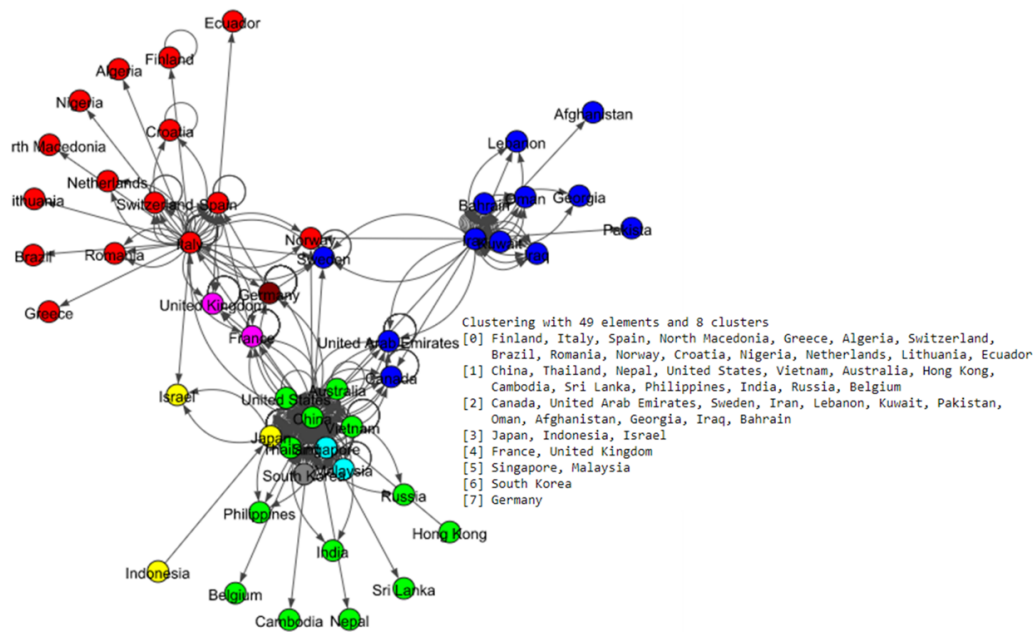 Ecuador
Finland
Algeria
Nigeria
Afghanistan
Croatia
Lebanon
rth Macedonia
Netherlands
ithuania
Switzerland
Spain
Bahrain
Oman
Georgia
Pakista
Italy
Norway
Kuwait
Iraq
Brazil
Romania
Sweden
Germany
United Kingdom
Greece
France
United Arab Emirates
Canada
Australia
Israel
United States
China
Vietnam
Japan
Singapore
Malaysia
South Korea
Russia
Philippines
Hong Kong
India
Indonesia
Belgium
Sri Lanka
Cambodia
Nepal
Clustering with 49 elements and 8 clusters
[0] Finland, Italy, Spain, North Macedonia, Greece, Algeria, Switzerland,
Brazil, Romania, Norway, Croatia, Nigeria, Netherlands, Lithuania, Ecuador
[1] China, Thailand, Nepal, United States, Vietnam, Australia, Hong Kong,
Cambodia, Sri Lanka, Philippines, India, Russia, Belgium
[2] Canada, United Arab Emirates, Sweden, Iran, Lebanon, Kuwait, Pakistan,
Oman, Afghanistan, Georgia, Iraq, Bahrain
[3] Japan, Indonesia, Israel
[4] France, United Kingdom
[5] Singapore, Malaysia
[6] South Korea
[7] Germany